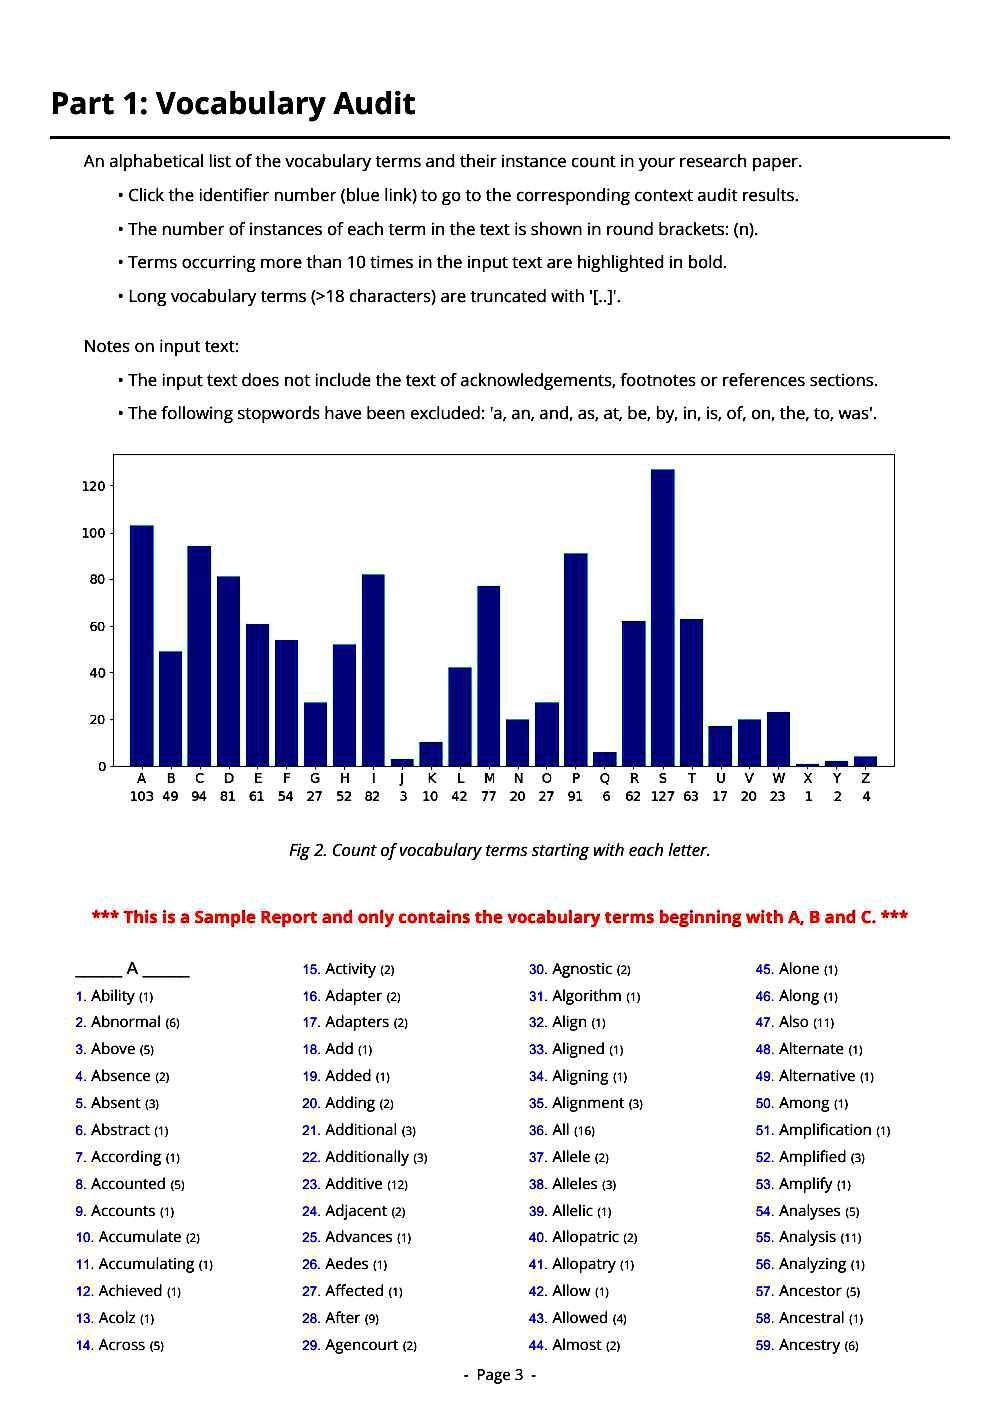 Part 1: Vocabulary Audit
An alphabetical list of the vocabulary terms and their instance count in your research paper.
• Click the identifier number (blue link) to go to the corresponding context audit results.
• The number of instances of each term in the text is shown in round brackets: (n).
• Terms occurring more than 10 times in the input text are highlighted in bold.
• Long vocabulary terms (>18 characters) are truncated with '[..]'.
Notes on input text:
• The input text does not include the text of acknowledgements, footnotes or references sections.
• The following stopwords have been excluded: 'a, an, and, as, at, be, by, in, is, of, on, the, to, was'.
120
100
80
60
40
20
0
A B C D E F G H I J K L M N O P Q R S T U V W X Y Z
103 49 94 81 61 54 27 52 82 3 10 42 77 20 27 91 6 62 127 63 17 20 23 1 2 4
Fig 2. Count of vocabulary terms starting with each letter.
*** This is a Sample Report and only contains the vocabulary terms beginning with A, B and C. ***
______ A ______
1. Ability (1)
2. Abnormal (6)
3. Above (5)
4. Absence (2)
5. Absent (3)
6. Abstract (1)
7. According (1)
8. Accounted (5)
9. Accounts (1)
10. Accumulate (2)
11. Accumulating (1)
12. Achieved (1)
13. Acolz (1)
14. Across (5)
15. Activity (2)
16. Adapter (2)
17. Adapters (2)
18. Add (1)
19. Added (1)
20. Adding (2)
21. Additional (3)
22. Additionally (3)
23. Additive (12)
24. Adjacent (2)
25. Advances (1)
26. Aedes (1)
27. Affected (1)
28. After (9)
29. Agencourt (2)
30. Agnostic (2)
31. Algorithm (1)
32. Align (1)
33. Aligned (1)
34. Aligning (1)
35. Alignment (3)
36. All (16)
37. Allele (2)
38. Alleles (3)
39. Allelic (1)
40. Allopatric (2)
41. Allopatry (1)
42. Allow (1)
43. Allowed (4)
44. Almost (2)
45. Alone (1)
46. Along (1)
47. Also (11)
48. Alternate (1)
49. Alternative (1)
50. Among (1)
51. Amplification (1)
52. Amplified (3)
53. Amplify (1)
54. Analyses (5)
55. Analysis (11)
56. Analyzing (1)
57. Ancestor (5)
58. Ancestral (1)
59. Ancestry (6)
- Page 3 -